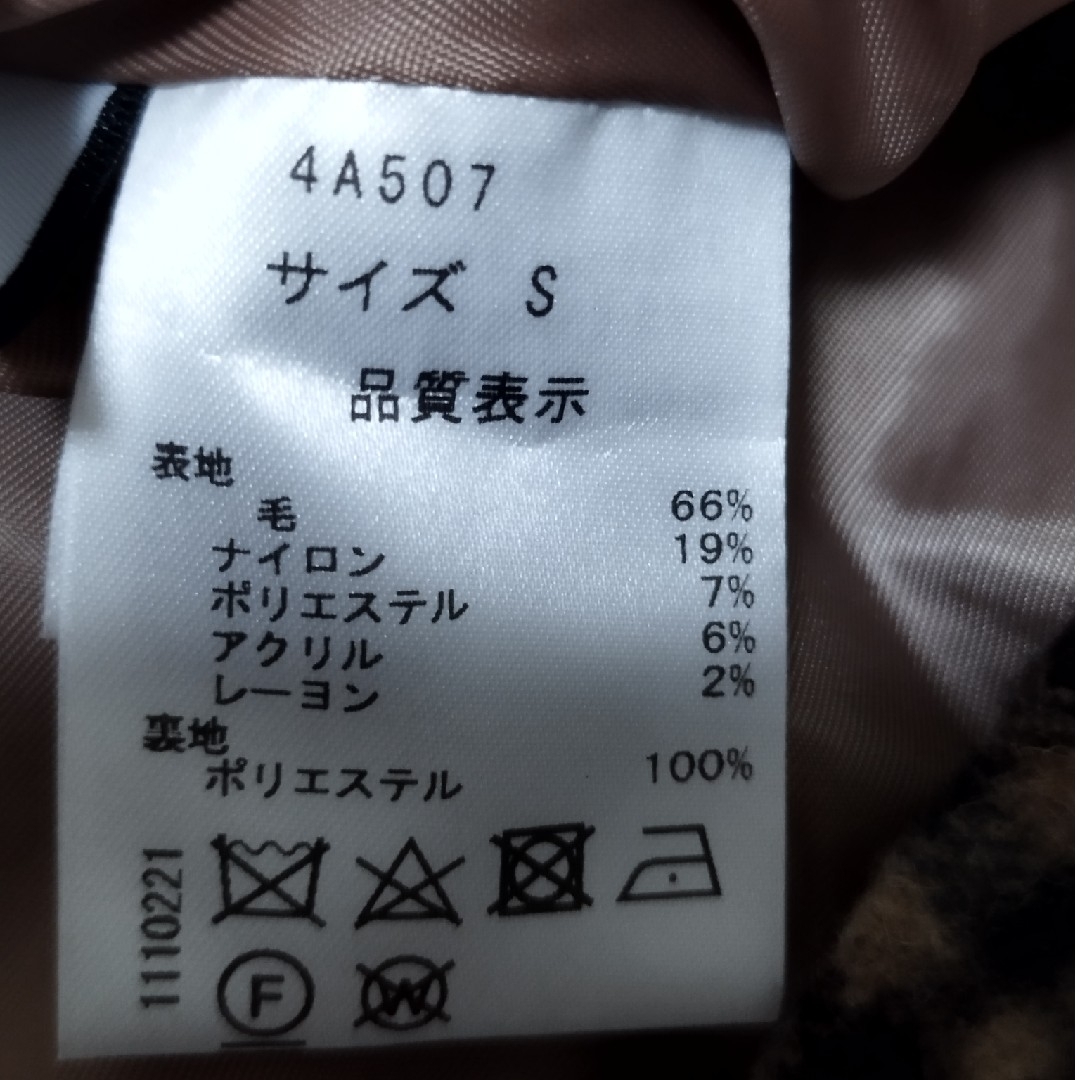 4A507
サイズ S
品質表示
表地
毛 66%
ナイロン 19%
ポリエステル 7%
アクリル 6%
レーヨン 2%
裏地
ポリエステル 100%
1110221
F W